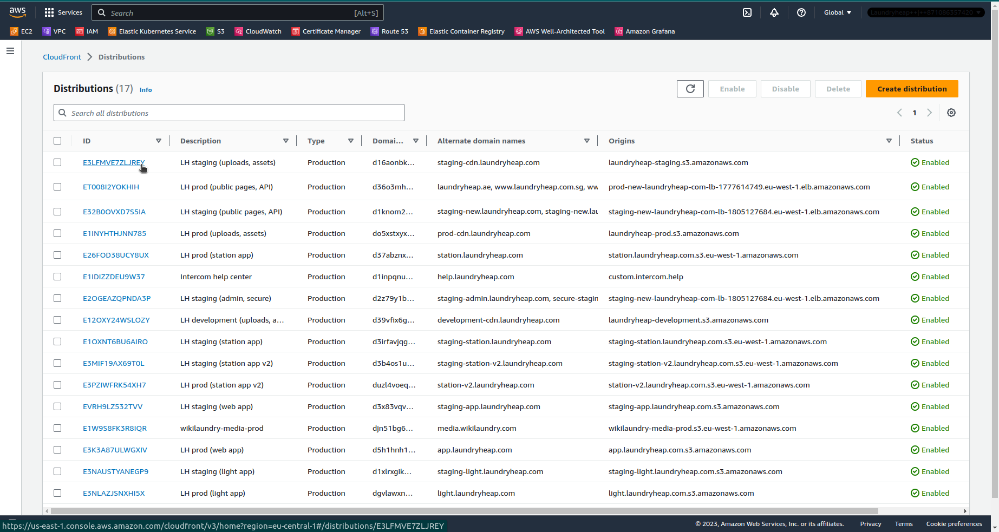 aws Services Search [Alt+S] Global
EC2 VPC IAM Elastic Kubernetes Service S3 CloudWatch Certificate Manager Route 53 Elastic Container Registry AWS Well-Architected Tool Amazon Grafana
CloudFront Distributions
Distributions (17) Info Enable Disable Delete Create distribution
Search all distributions 1
ID Description Type Domai... Alternate domain names Origins Status
E3LFMVE7ZLJREY LH staging (uploads, assets) Production d16aonbk... staging-cdn.laundryheap.com laundryheap-staging.s3.amazonaws.com Enabled
ET008I2YOKHIH LH prod (public pages, API) Production d36o3mh... laundryheap.ae, www.laundryheap.com.sg, ww prod-new-laundryheap-com-lb-1777614749.eu-west-1.elb.amazonaws.com Enabled
E32B0OVXD7S5IA LH staging (public pages, API) Production d1knom2... staging-new.laundryheap.com, staging-new.lau staging-new-laundryheap-com-lb-1805127684.eu-west-1.elb.amazonaws.com Enabled
E1INYHTHJNN785 LH prod (uploads, assets) Production do5xstxyx... prod-cdn.laundryheap.com laundryheap-prod.s3.amazonaws.com Enabled
E26FOD38UCY8UX LH prod (station app) Production d37abznx... station.laundryheap.com station.laundryheap.com.s3.eu-west-1.amazonaws.com Enabled
E1IDIZZDEU9W37 Intercom help center Production d1inpqnu... help.laundryheap.com custom.intercom.help Enabled
E2OGEAZQPNDA3P LH staging (admin, secure) Production d2z79y1b... staging-admin.laundryheap.com, secure-stagin staging-new-laundryheap-com-lb-1805127684.eu-west-1.elb.amazonaws.com Enabled
E12OXY24WSLOZY LH development (uploads, a... Production d39vfix6g... development-cdn.laundryheap.com laundryheap-development.s3.amazonaws.com Enabled
E1OXNT6BU6AIRO LH staging (station app) Production d3irfavjqg... staging-station.laundryheap.com staging-station.laundryheap.com.s3.eu-west-1.amazonaws.com Enabled
E3MIF19AX69T0L LH staging (station app v2) Production d3b4os1u... staging-station-v2.laundryheap.com staging-station-v2.laundryheap.com.s3.eu-west-1.amazonaws.com Enabled
E3PZIWFRK54XH7 LH prod (station app v2) Production duzl4voeq... station-v2.laundryheap.com station-v2.laundryheap.com.s3.eu-west-1.amazonaws.com Enabled
EVRH9LZ532TVV LH staging (web app) Production d3x83vqv... staging-app.laundryheap.com staging-app.laundryheap.com.s3.amazonaws.com Enabled
E1W9S8FK3R8IQR wikilaundry-media-prod Production djn51bg6... media.wikilaundry.com wikilaundry-media-prod.s3.eu-west-1.amazonaws.com Enabled
E3K3A87ULWGXIV LH prod (web app) Production d5h1hnh1... app.laundryheap.com app.laundryheap.com.s3.amazonaws.com Enabled
E3NAUSTYANEGP9 LH staging (light app) Production d1xlrxgik... staging-light.laundryheap.com staging-light.laundryheap.com.s3.amazonaws.com Enabled
E3NLAZJSNXHI5X LH prod (light app) Production dgvlawxn... light.laundryheap.com light.laundryheap.com.s3.amazonaws.com Enabled
https://us-east-1.console.aws.amazon.com/cloudfront/v3/home?region=eu-central-1#/distributions/E3LFMVE7ZLJREY © 2023, Amazon Web Services, Inc. or its affiliates. Privacy Terms Cookie preferences